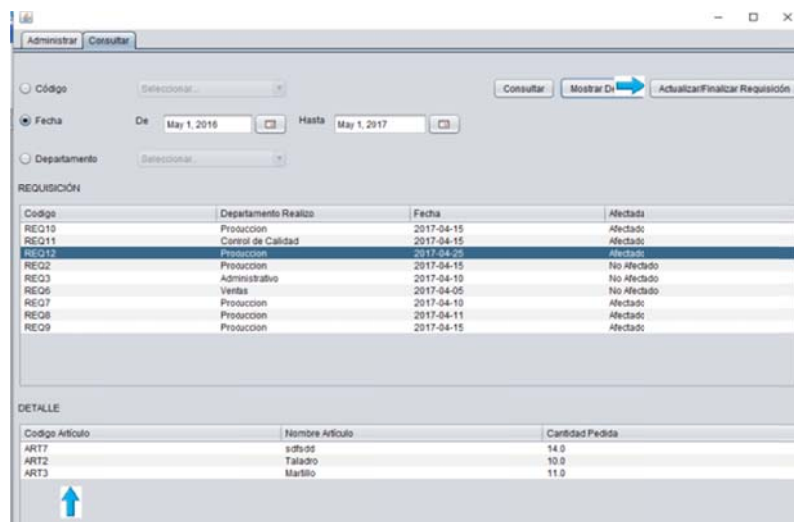 Administrar Consultar
Código Seleccionar... Consultar Mostrar De Actualizar/Finalizar Requisición
Fecha De May 1, 2016 Hasta May 1, 2017
Departamento Seleccionar...
REQUISICIÓN
Codigo Departamento Realizo Fecha Afectada
REQ10 Produccion 2017-04-15 Afectado
REQ11 Control de Calidad 2017-04-15 Afectado
REQ12 Produccion 2017-04-25 Afectado
REQ2 Produccion 2017-04-15 No Afectado
REQ3 Administrativo 2017-04-10 No Afectado
REQ6 Ventas 2017-04-05 No Afectado
REQ7 Produccion 2017-04-10 Afectado
REQ8 Produccion 2017-04-11 Afectado
REQ9 Produccion 2017-04-15 Afectado
DETALLE
Codigo Artículo Nombre Artículo Cantidad Pedida
ART7 sdfsdd 14.0
ART2 Taladro 10.0
ART3 Martillo 11.0